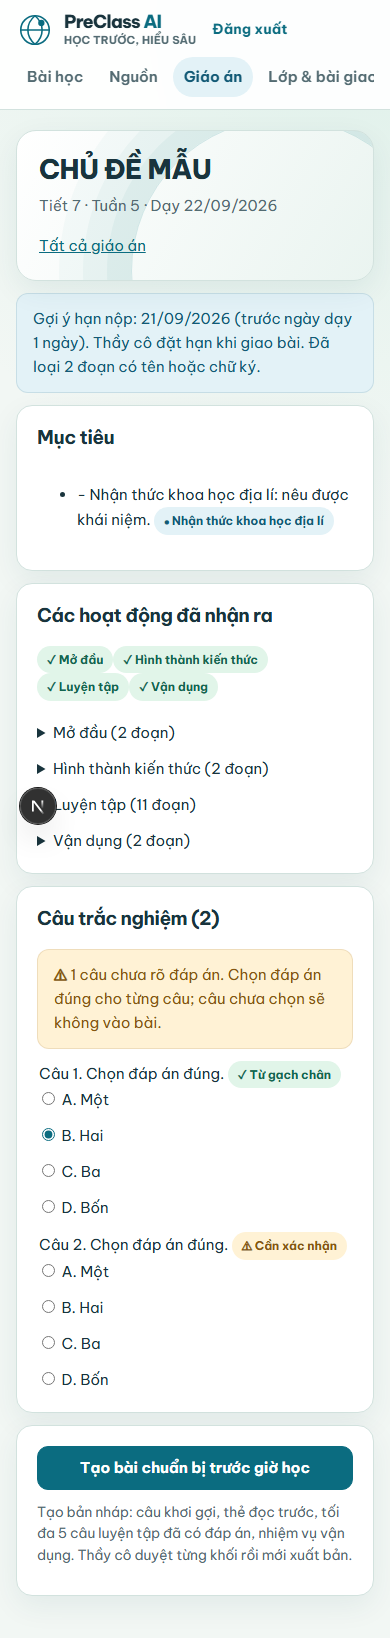 PreClass AI
HỌC TRƯỚC, HIỂU SÂU
Đăng xuất
Bài học Nguồn Giáo án Lớp & bài giao
CHỦ ĐỀ MẪU
Tiết 7 · Tuần 5 · Dạy 22/09/2026
Tất cả giáo án
Gợi ý hạn nộp: 21/09/2026 (trước ngày dạy
1 ngày). Thầy cô đặt hạn khi giao bài. Đã
loại 2 đoạn có tên hoặc chữ ký.
Mục tiêu
• - Nhận thức khoa học địa lí: nêu được
khái niệm. • Nhận thức khoa học địa lí
Các hoạt động đã nhận ra
✓ Mở đầu ✓ Hình thành kiến thức
✓ Luyện tập ✓ Vận dụng
▶ Mở đầu (2 đoạn)
▶ Hình thành kiến thức (2 đoạn)
N Luyện tập (11 đoạn)
▶ Vận dụng (2 đoạn)
Câu trắc nghiệm (2)
⚠ 1 câu chưa rõ đáp án. Chọn đáp án
đúng cho từng câu; câu chưa chọn sẽ
không vào bài.
Câu 1. Chọn đáp án đúng. ✓ Từ gạch chân
A. Một
B. Hai
C. Ba
D. Bốn
Câu 2. Chọn đáp án đúng. ⚠ Cần xác nhận
A. Một
B. Hai
C. Ba
D. Bốn
Tạo bài chuẩn bị trước giờ học
Tạo bản nháp: câu khơi gợi, thẻ đọc trước, tối
đa 5 câu luyện tập đã có đáp án, nhiệm vụ vận
dụng. Thầy cô duyệt từng khối rồi mới xuất bản.